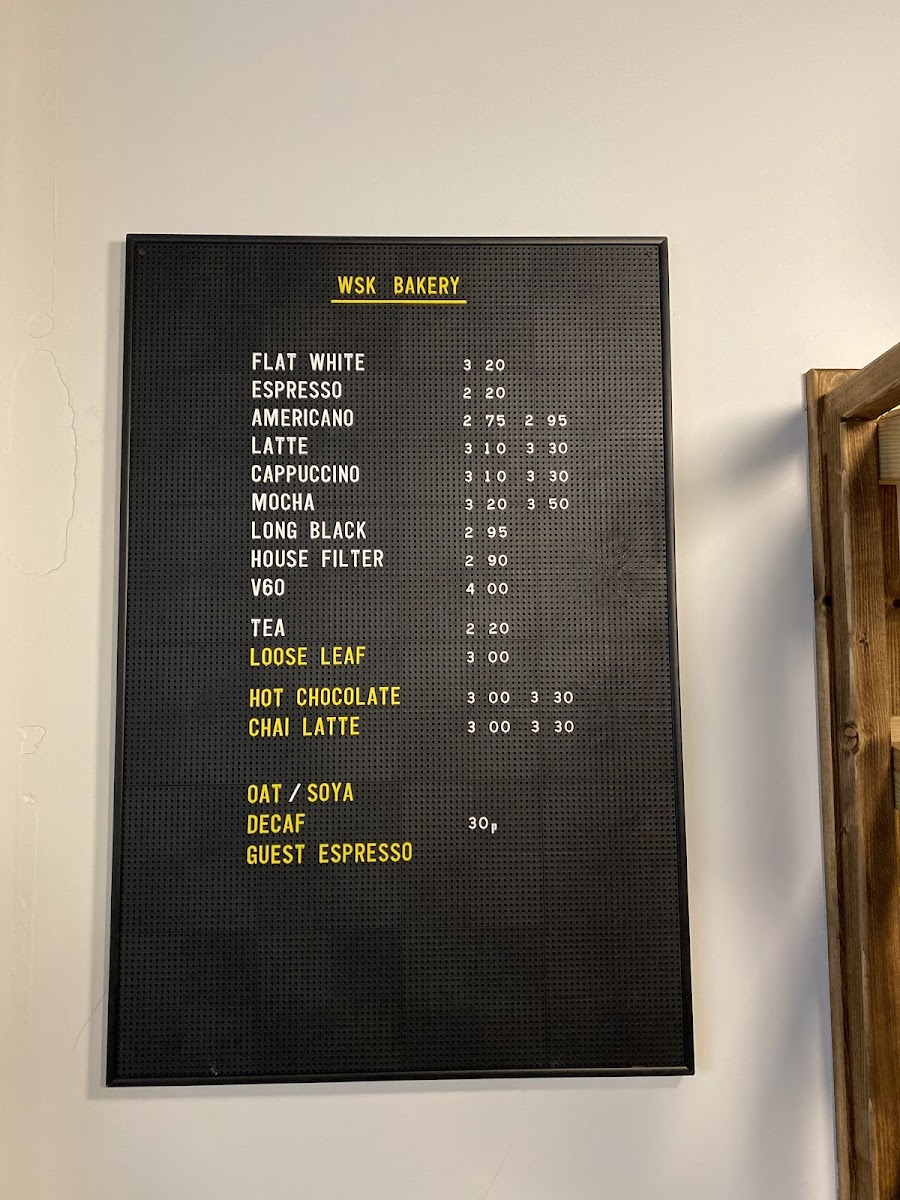 WSK BAKERY
FLAT WHITE 3 20
ESPRESSO 2 20
AMERICANO 2 75 2 95
LATTE 3 10 3 30
CAPPUCCINO 3 10 3 30
MOCHA 3 20 3 50
LONG BLACK 2 95
HOUSE FILTER 2 90
V60 4 00
TEA 2 20
LOOSE LEAF 3 00
HOT CHOCOLATE 3 00 3 30
CHAI LATTE 3 00 3 30
OAT / SOYA
DECAF 30p
GUEST ESPRESSO